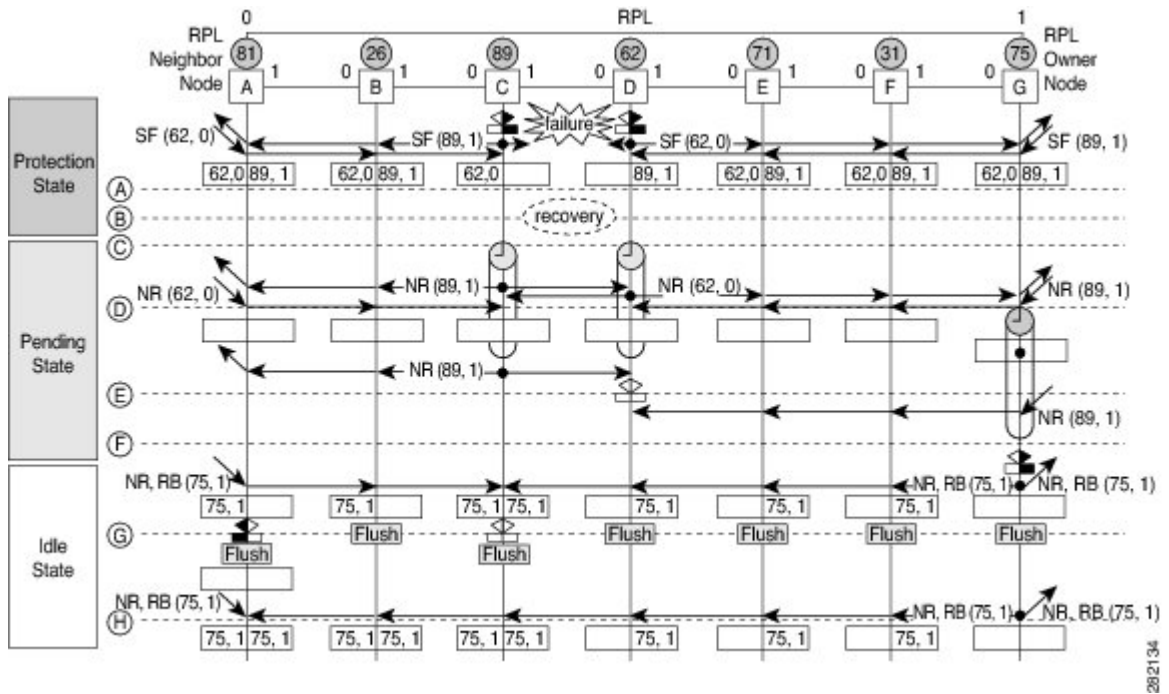 0 RPL 1
RPL Neighbor Node
RPL Owner Node
81 26 89 62 71 31 75
A 1 0 B 1 0 C 1 0 D 1 0 E 1 0 F 1 0 G
Protection State
failure
SF (62, 0) SF (89, 1) SF (62, 0) SF (89, 1)
62,0 89, 1 62,0 89, 1 62,0 89, 1 62,0 89, 1 62,0 89, 1 62,0 89, 1
A
B recovery
C
Pending State
NR (89, 1) NR (62, 0)
NR (62, 0) NR (89, 1)
D
NR (89, 1)
E
NR (89, 1)
F
Idle State
NR, RB (75, 1) NR, RB (75, 1) NR, RB (75, 1)
75, 1 75, 1 75, 1 75, 1 75, 1 75, 1 75, 1
G Flush Flush Flush Flush Flush
Flush Flush
NR, RB (75, 1) NR, RB (75, 1) NR, RB (75, 1)
H
75, 1 75, 1 75, 1 75, 1 75, 1 75, 1 75, 1 75, 1 75, 1
282134